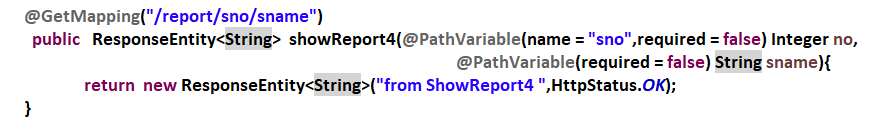 @GetMapping("/report/sno/sname")
public ResponseEntity<String> showReport4(@PathVariable(name = "sno",required = false) Integer no,
@PathVariable(required = false) String sname){
return new ResponseEntity<String>("from ShowReport4 ",HttpStatus.OK);
}